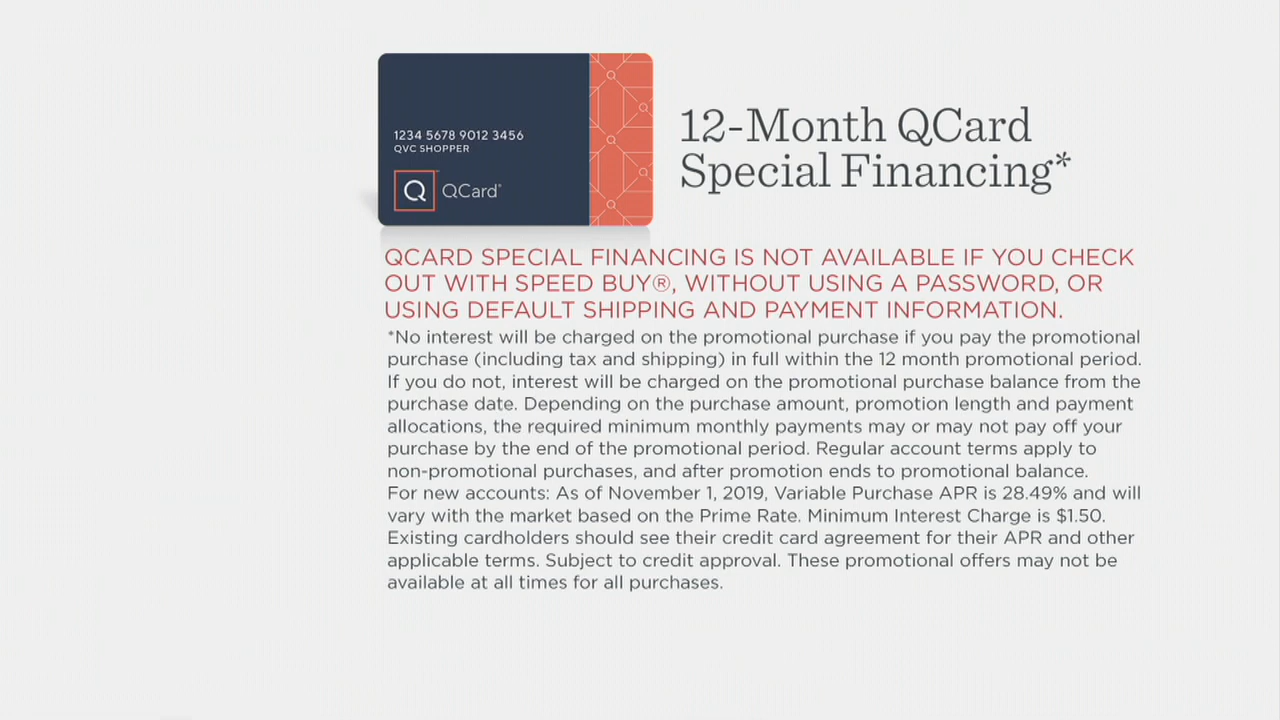 1234 5678 9012 3456
QVC SHOPPER
Q QCard®
12-Month QCard
Special Financing*
QCARD SPECIAL FINANCING IS NOT AVAILABLE IF YOU CHECK
OUT WITH SPEED BUY®, WITHOUT USING A PASSWORD, OR
USING DEFAULT SHIPPING AND PAYMENT INFORMATION.
*No interest will be charged on the promotional purchase if you pay the promotional
purchase (including tax and shipping) in full within the 12 month promotional period.
If you do not, interest will be charged on the promotional purchase balance from the
purchase date. Depending on the purchase amount, promotion length and payment
allocations, the required minimum monthly payments may or may not pay off your
purchase by the end of the promotional period. Regular account terms apply to
non-promotional purchases, and after promotion ends to promotional balance.
For new accounts: As of November 1, 2019, Variable Purchase APR is 28.49% and will
vary with the market based on the Prime Rate. Minimum Interest Charge is $1.50.
Existing cardholders should see their credit card agreement for their APR and other
applicable terms. Subject to credit approval. These promotional offers may not be
available at all times for all purchases.